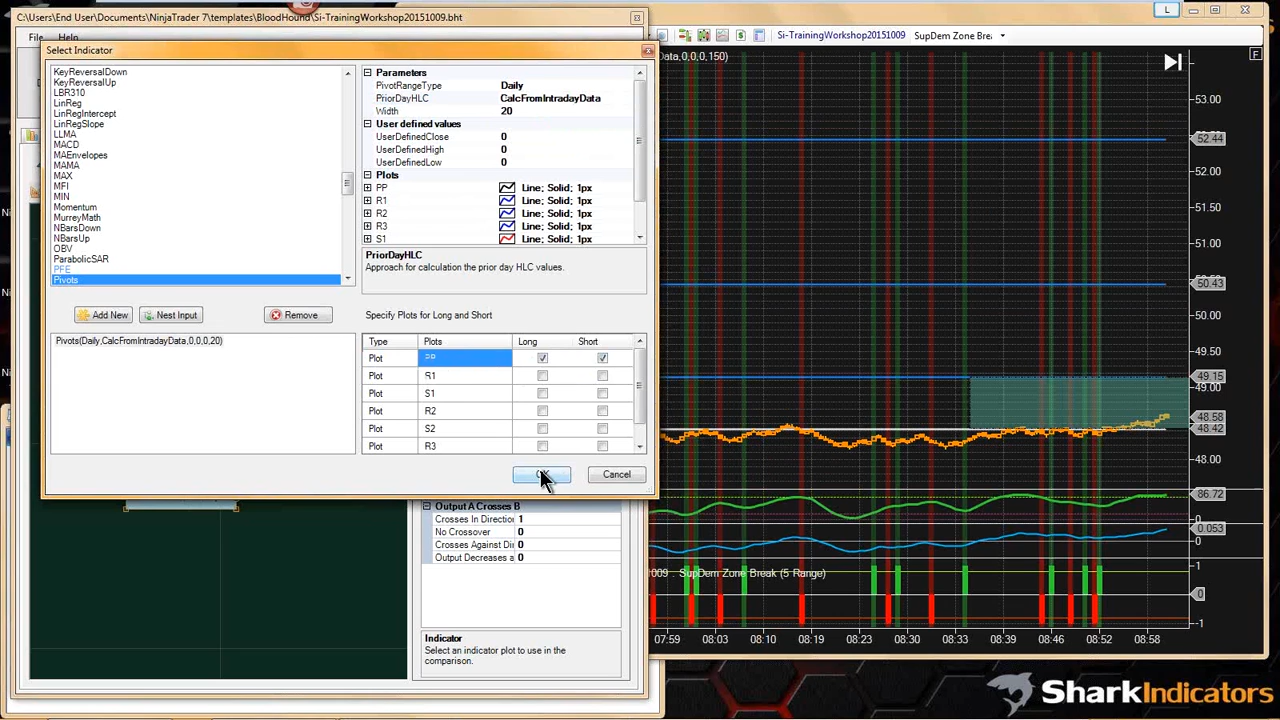 C:\Users\End User\Documents\NinjaTrader 7\templates\BloodHound\Si-TrainingWorkshop20151009.bht
File
Select Indicator
KeyReversalDown
KeyReversalUp
LBR310
LinReg
LinRegIntercept
LinRegSlope
LLMA
MACD
MAEnvelopes
MAMA
MAX
MFI
MIN
Momentum
MurreyMath
NBarsDown
NBarsUp
OBV
ParabolicSAR
PFE
Pivots
Parameters
PivotRangeType Daily
PriorDayHLC CalcFromIntradayData
Width 20
User defined values
UserDefinedClose 0
UserDefinedHigh 0
UserDefinedLow 0
Plots
PP Line; Solid; 1px
R1 Line; Solid; 1px
R2 Line; Solid; 1px
R3 Line; Solid; 1px
S1 Line; Solid; 1px
PriorDayHLC
Approach for calculation the prior day HLC values.
Add New Nest Input Remove
Specify Plots for Long and Short
Pivots(Daily,CalcFromIntradayData,0,0,0,20)
Type Plots Long Short
Plot PP
Plot R1
Plot S1
Plot R2
Plot S2
Plot R3
Cancel
Output A Crosses B
Crosses In Directio 1
No Crossover 0
Crosses Against Dir 0
Output Decreases a 0
Indicator
Select an indicator plot to use in the
comparison.
L
Si-TrainingWorkshop20151009 SupDem Zone Brea
Data,0,0,0,150)
F
53.00
52.44
52.00
51.50
51.00
50.43
50.00
49.50
49.15
49.00
48.58
48.42
48.00
86.72
0
0.053
0
1009 : SupDem Zone Break (5 Range)
1
0
-1
07:59 08:03 08:10 08:19 08:23 08:30 08:33 08:39 08:46 08:52 08:58
SharkIndicators